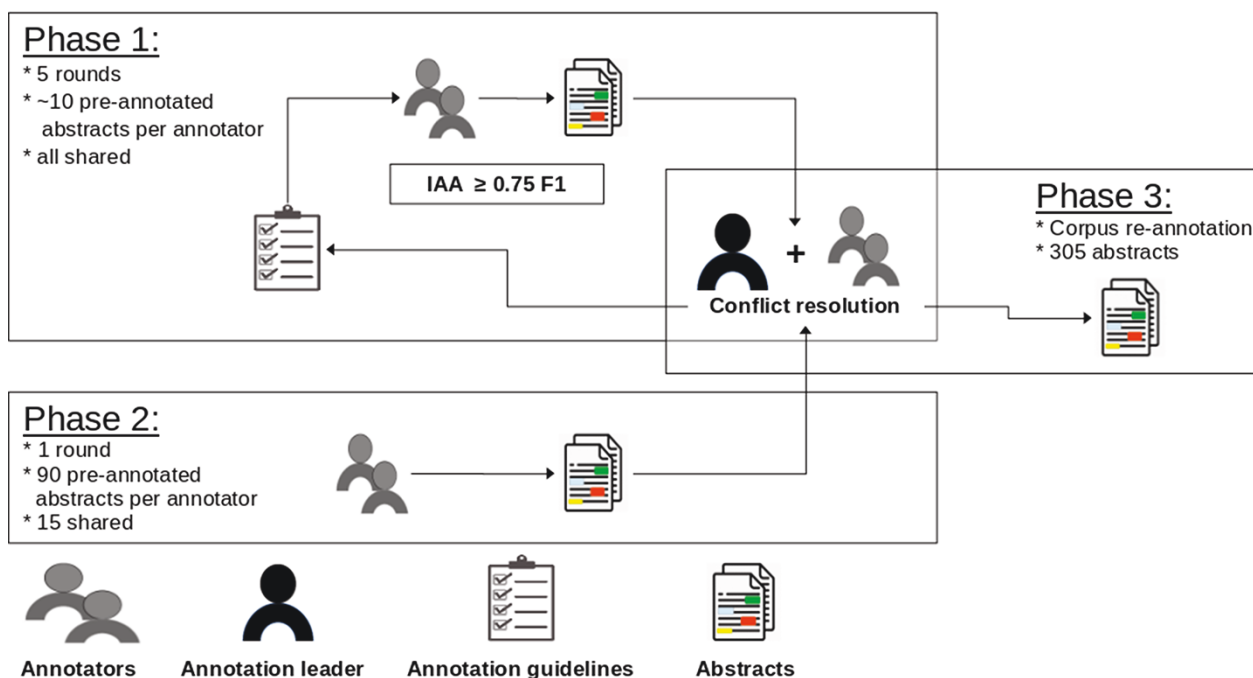 Phase 1:
* 5 rounds
* ~10 pre-annotated
abstracts per annotator
* all shared
IAA ≥ 0.75 F1
Phase 3:
* Corpus re-annotation
* 305 abstracts
+
Conflict resolution
Phase 2:
* 1 round
* 90 pre-annotated
abstracts per annotator
* 15 shared
Annotators
Annotation leader
Annotation guidelines
Abstracts